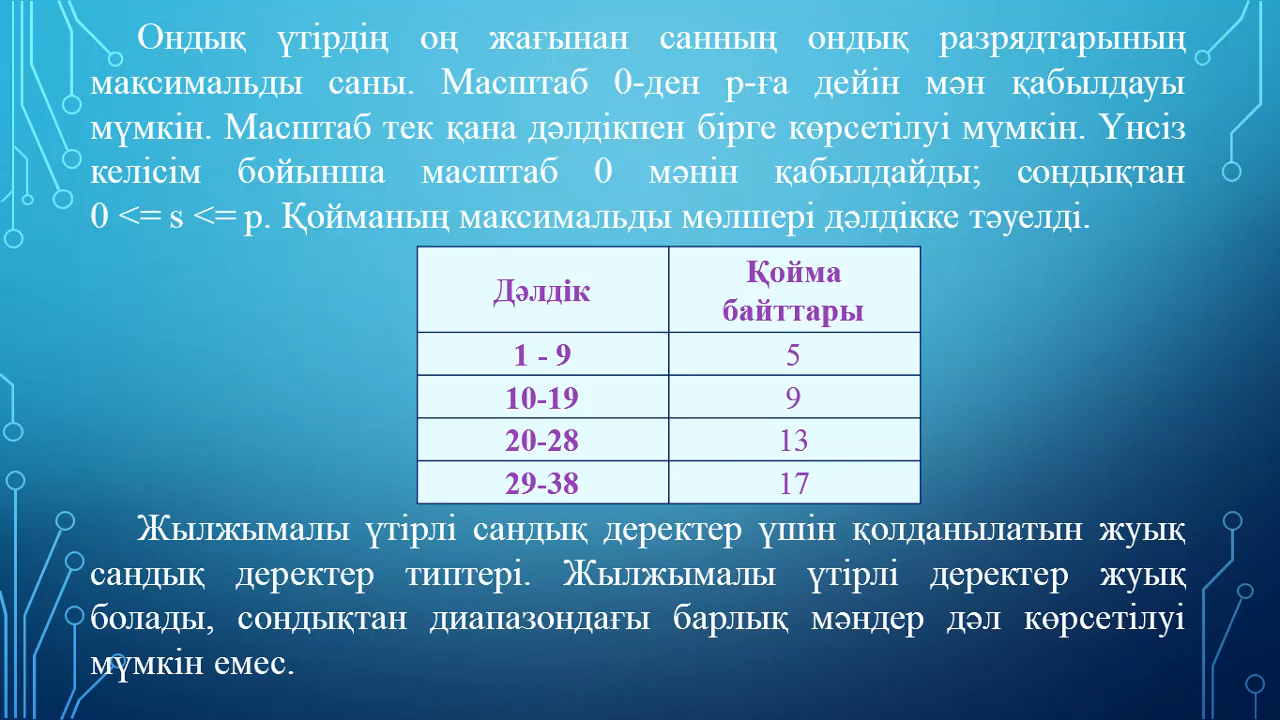 Ондық үтірдің оң жағынан санның ондық разрядтарының
максимальды саны. Масштаб 0-ден p-ға дейін мән қабылдауы
мүмкін. Масштаб тек қана дәлдікпен бірге көрсетілуі мүмкін. Үнсіз
келісім бойынша масштаб 0 мәнін қабылдайды; сондықтан
0 <= s <= p. Қойманың максимальды мөлшері дәлдікке тәуелді.
Дәлдік
Қойма
байттары
1 - 9
5
10-19
9
20-28
13
29-38
17
Жылжымалы үтірлі сандық деректер үшін қолданылатын жуық
сандық деректер типтері. Жылжымалы үтірлі деректер жуық
болады, сондықтан диапазондағы барлық мәндер дәл көрсетілуі
мүмкін емес.